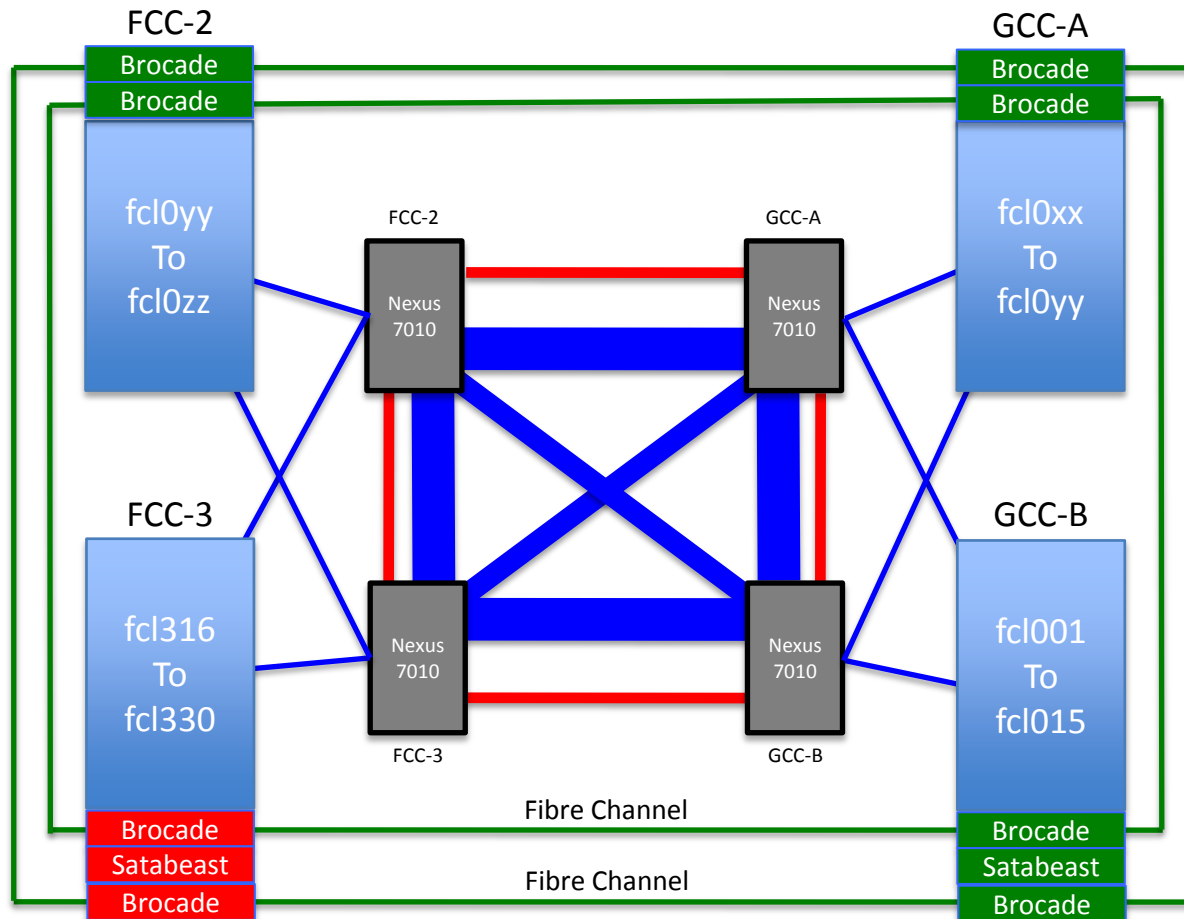 FCC-2
GCC-A
Brocade
Brocade
Brocade
Brocade
fcl0yy
To
fcl0zz
FCC-2
GCC-A
fcl0xx
To
fcl0yy
Nexus
7010
Nexus
7010
FCC-3
GCC-B
fcl316
To
fcl330
Nexus
7010
Nexus
7010
fcl001
To
fcl015
FCC-3
GCC-B
Fibre Channel
Brocade
Brocade
Satabeast
Satabeast
Fibre Channel
Brocade
Brocade